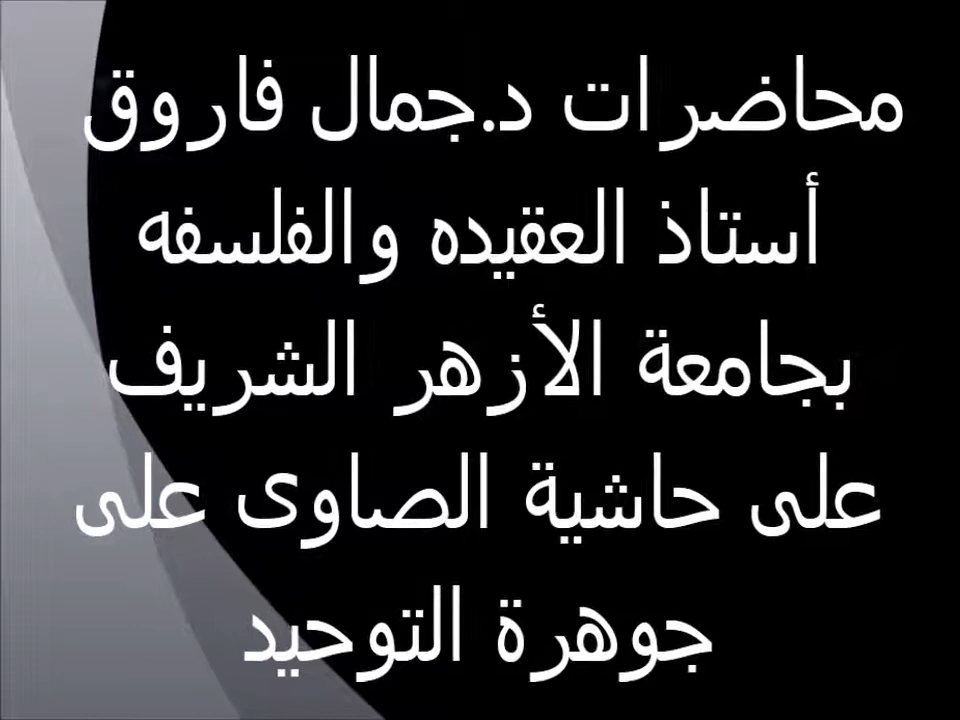 محاضرات د.جمال فاروق
أستاذ العقيده والفلسفه
بجامعة الأزهر الشريف
على حاشية الصاوى على
جوهرة التوحيد